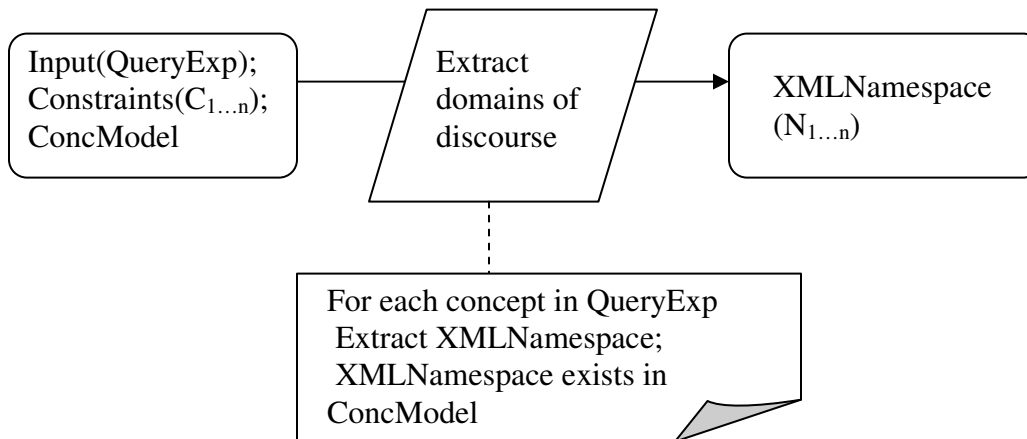 Input(QueryExp);
Constraints(C1…n);
ConcModel
Extract
domains of
discourse
XMLNamespace
(N1…n)
For each concept in QueryExp
Extract XMLNamespace;
XMLNamespace exists in
ConcModel